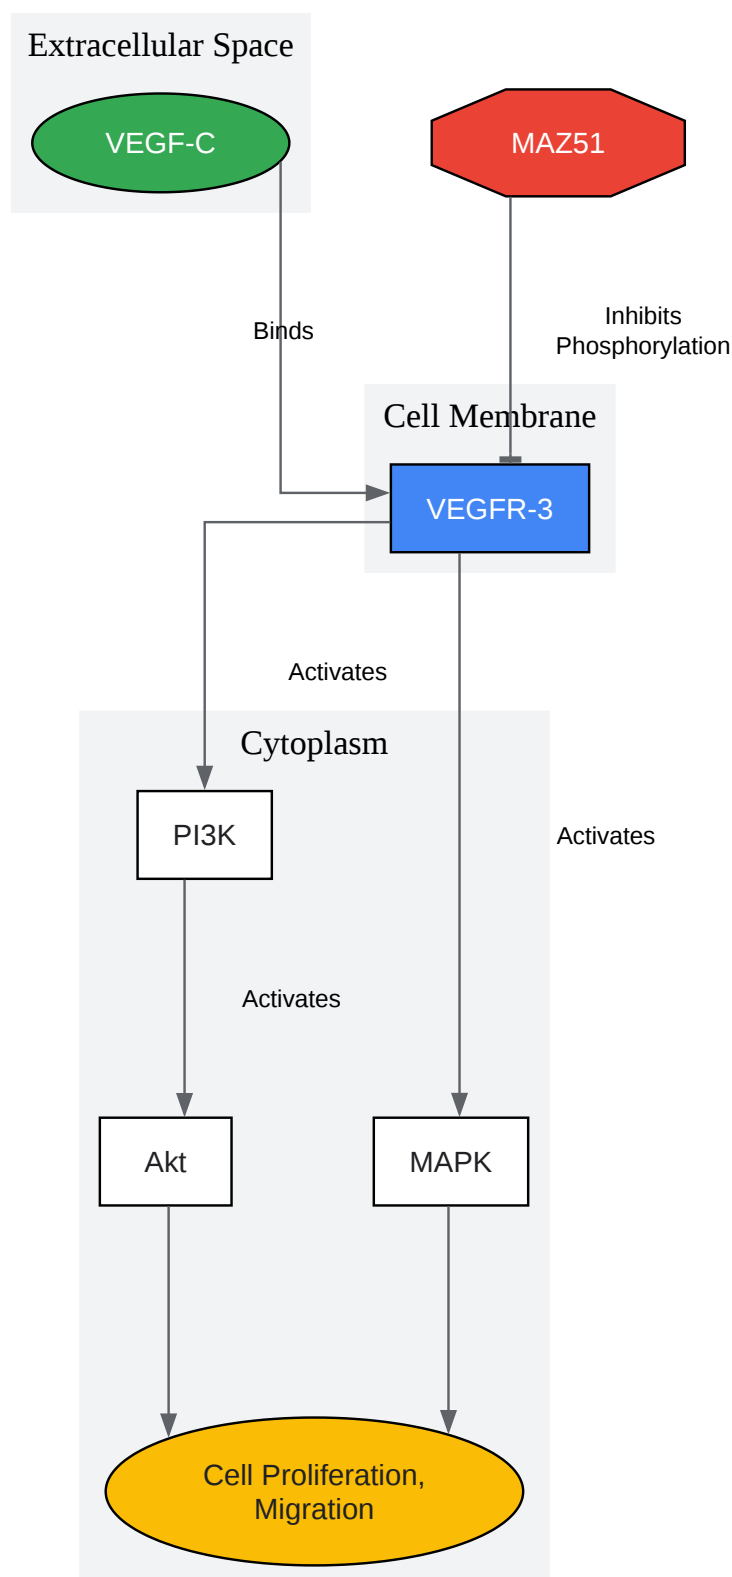 Extracellular Space
VEGF-C
MAZ51
Binds
Inhibits
Phosphorylation
Cell Membrane
VEGFR-3
Activates
Cytoplasm
PI3K
Activates
Activates
Akt
MAPK
Cell Proliferation,
Migration